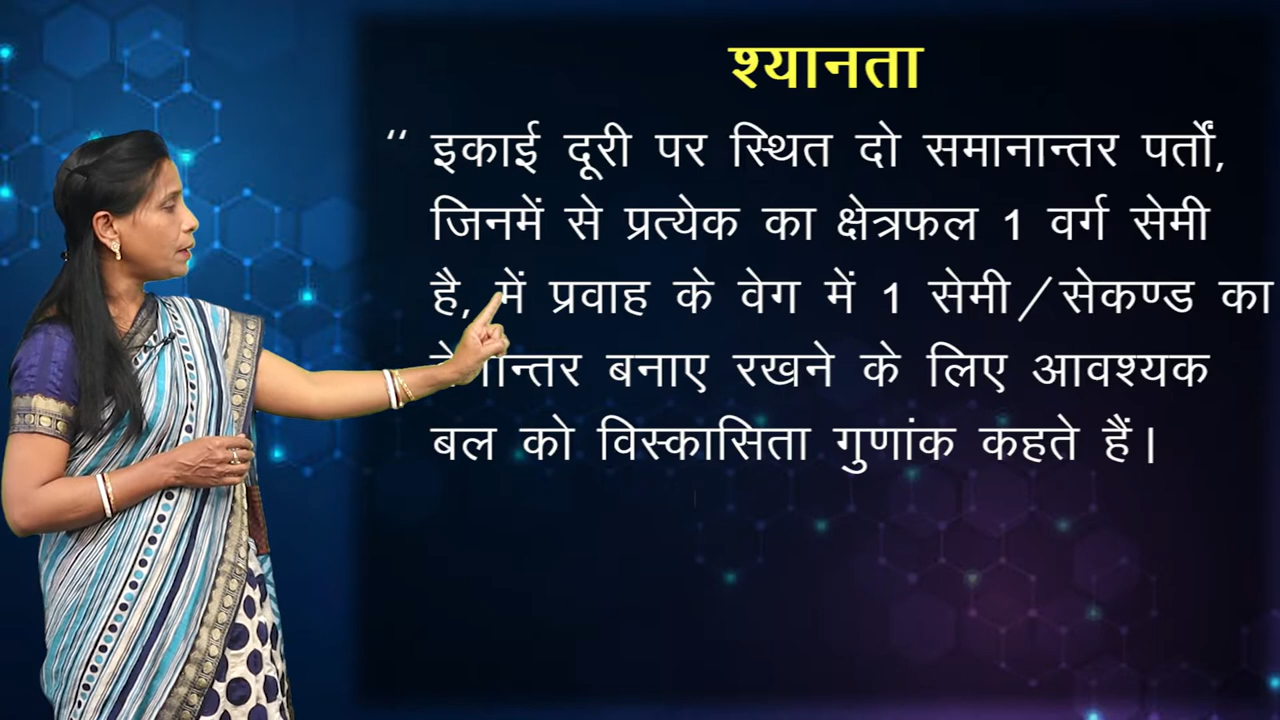 श्यानता
“ इकाई दूरी पर स्थित दो समानान्तर पर्तों,
जिनमें से प्रत्येक का क्षेत्रफल 1 वर्ग सेमी
है, में प्रवाह के वेग में 1 सेमी/सेकण्ड का
बनाए रखने के लिए आवश्यक
बल को विस्कासिता गुणांक कहते हैं।